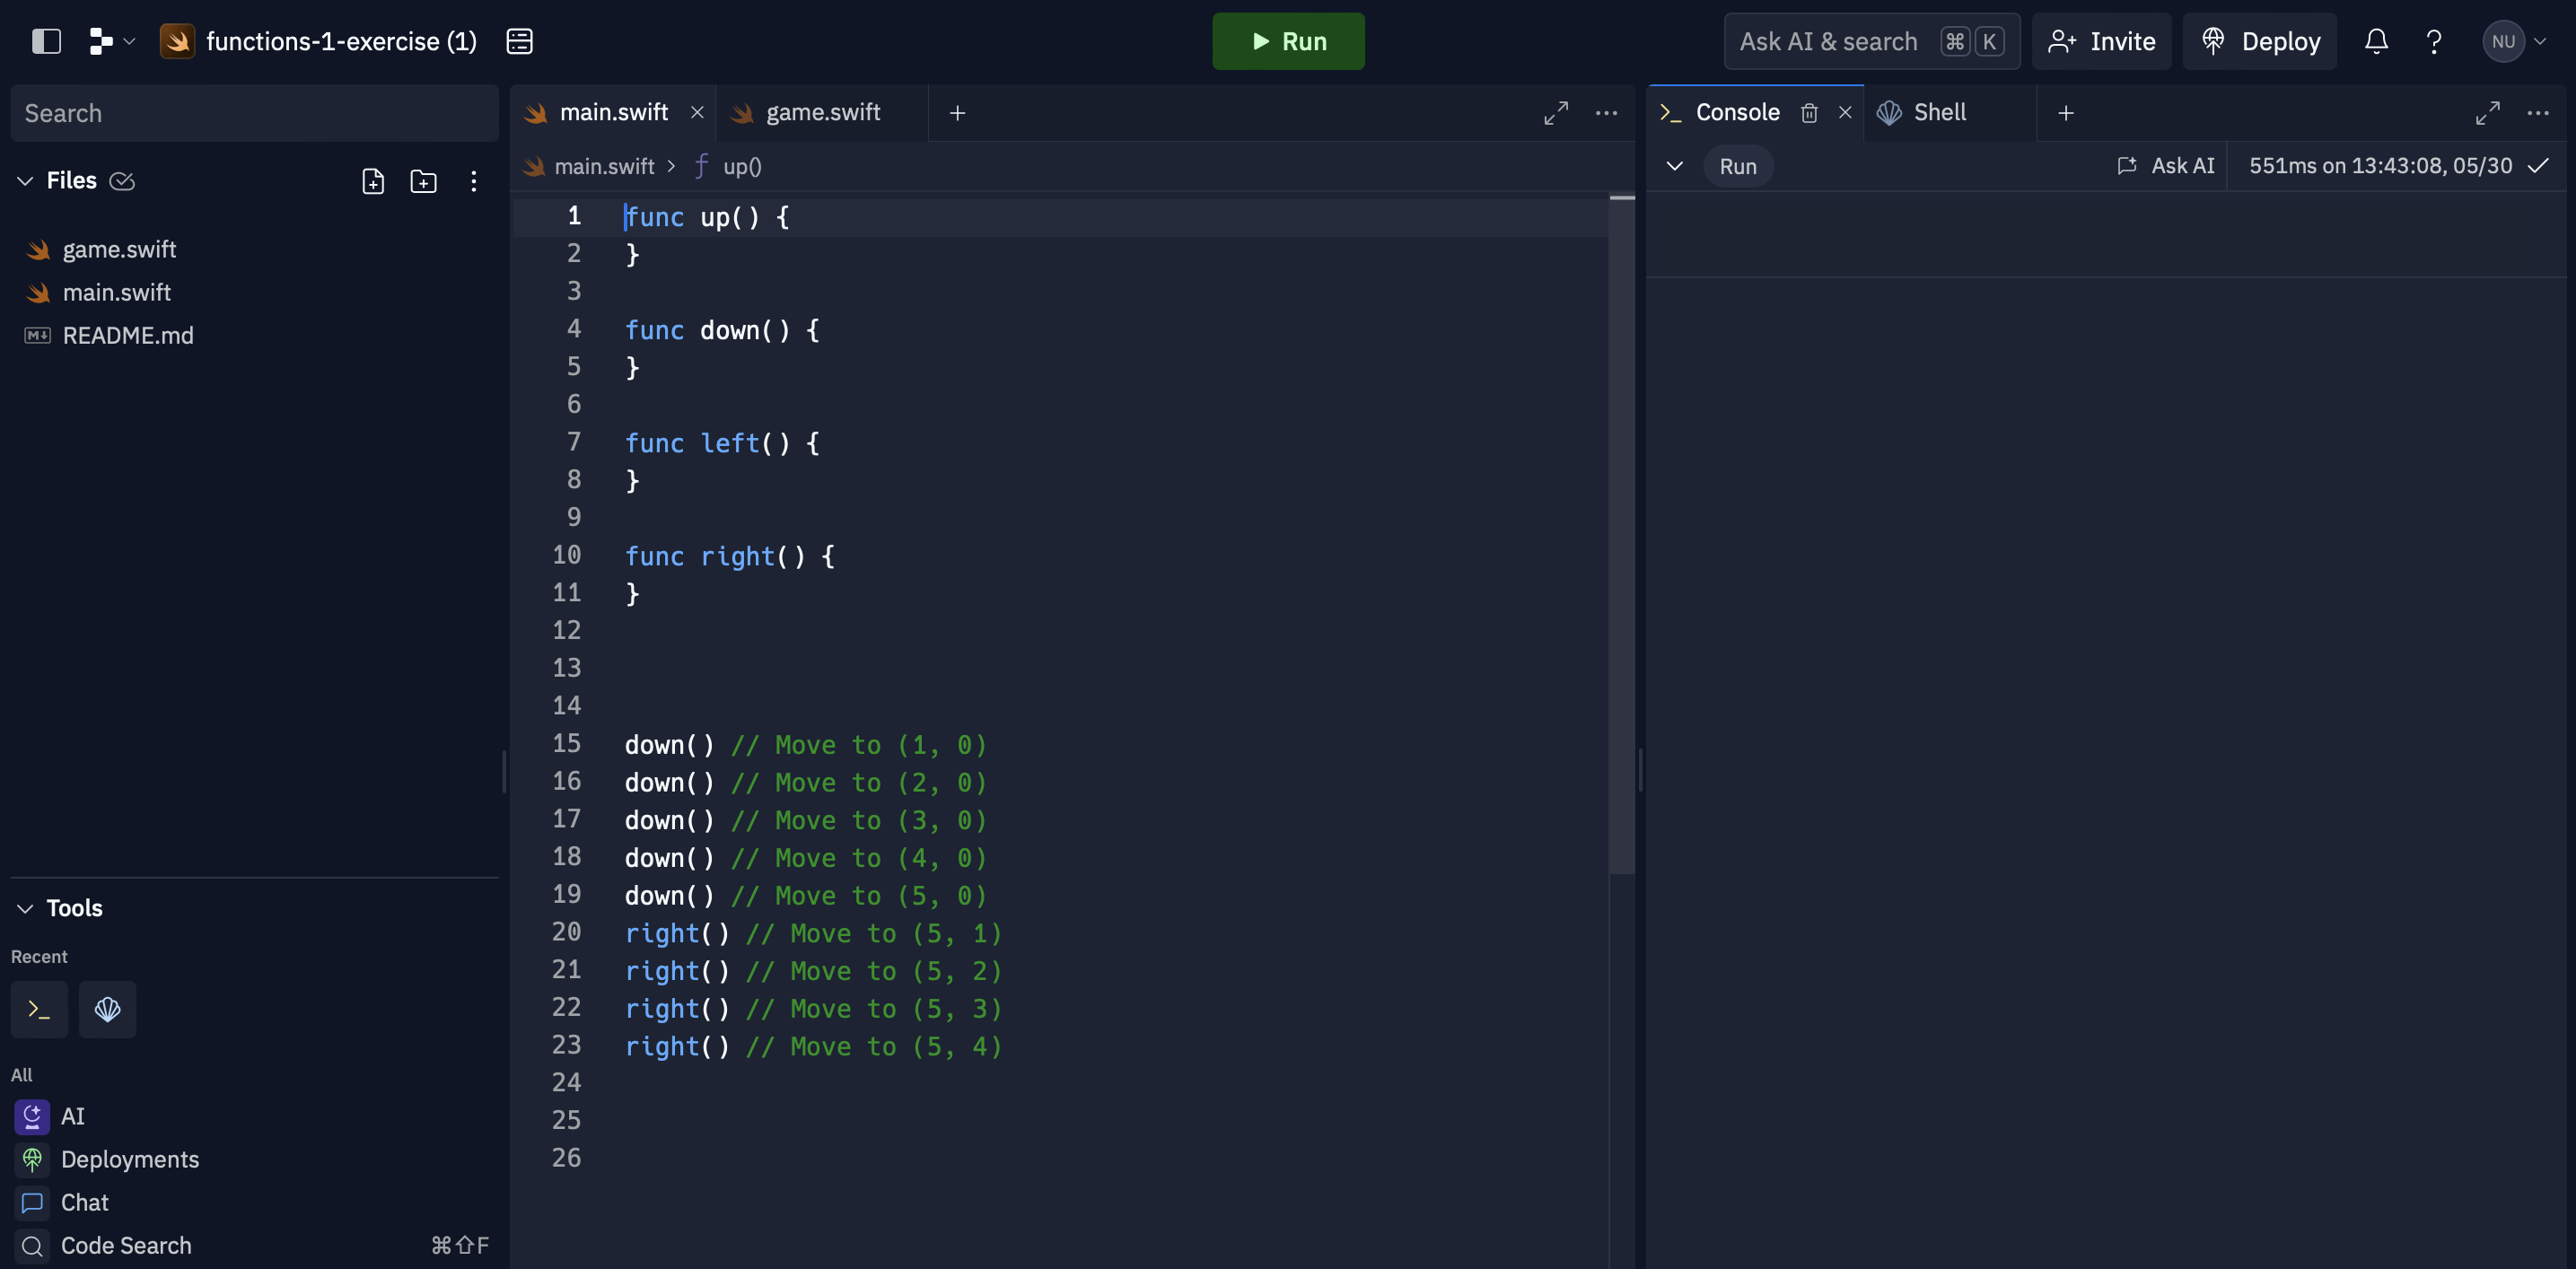 functions-1-exercise (1)
Run
Ask AI & search ⌘ K
Invite
Deploy
?
NU
Search
Files
game.swift
main.swift
M↓ README.md
Tools
Recent
>_
All
AI
Deployments
Chat
Code Search ⌘⇧F
main.swift
game.swift
main.swift > ƒ up()
1 func up() {
2 }
3
4 func down() {
5 }
6
7 func left() {
8 }
9
10 func right() {
11 }
12
13
14
15 down() // Move to (1, 0)
16 down() // Move to (2, 0)
17 down() // Move to (3, 0)
18 down() // Move to (4, 0)
19 down() // Move to (5, 0)
20 right() // Move to (5, 1)
21 right() // Move to (5, 2)
22 right() // Move to (5, 3)
23 right() // Move to (5, 4)
24
25
26
>_ Console
Shell
Run
Ask AI
551ms on 13:43:08, 05/30